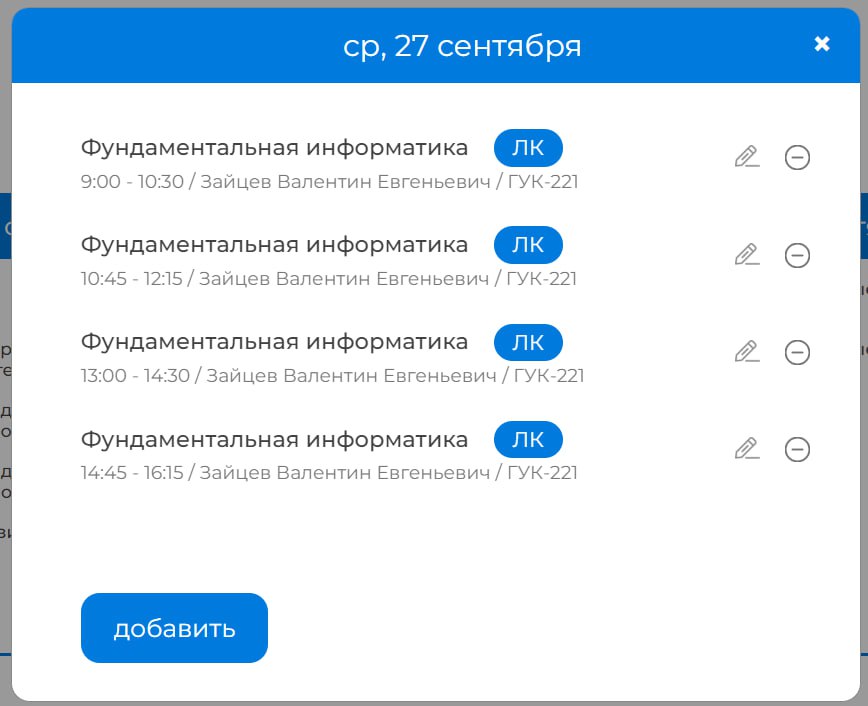 ср, 27 сентября
Фундаментальная информатика ЛК
9:00 - 10:30 / Зайцев Валентин Евгеньевич / ГУК-221
Фундаментальная информатика ЛК
10:45 - 12:15 / Зайцев Валентин Евгеньевич / ГУК-221
Фундаментальная информатика ЛК
13:00 - 14:30 / Зайцев Валентин Евгеньевич / ГУК-221
Фундаментальная информатика ЛК
14:45 - 16:15 / Зайцев Валентин Евгеньевич / ГУК-221
добавить